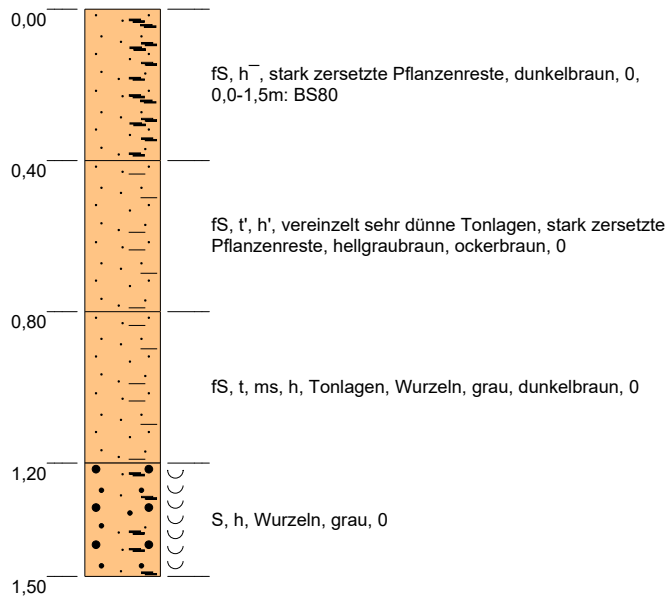 0,00
fS, h¯, stark zersetzte Pflanzenreste, dunkelbraun, 0,
0,0-1,5m: BS80
0,40
fS, t', h', vereinzelt sehr dünne Tonlagen, stark zersetzte
Pflanzenreste, hellgraubraun, ockerbraun, 0
0,80
fS, t, ms, h, Tonlagen, Wurzeln, grau, dunkelbraun, 0
1,20
S, h, Wurzeln, grau, 0
1,50